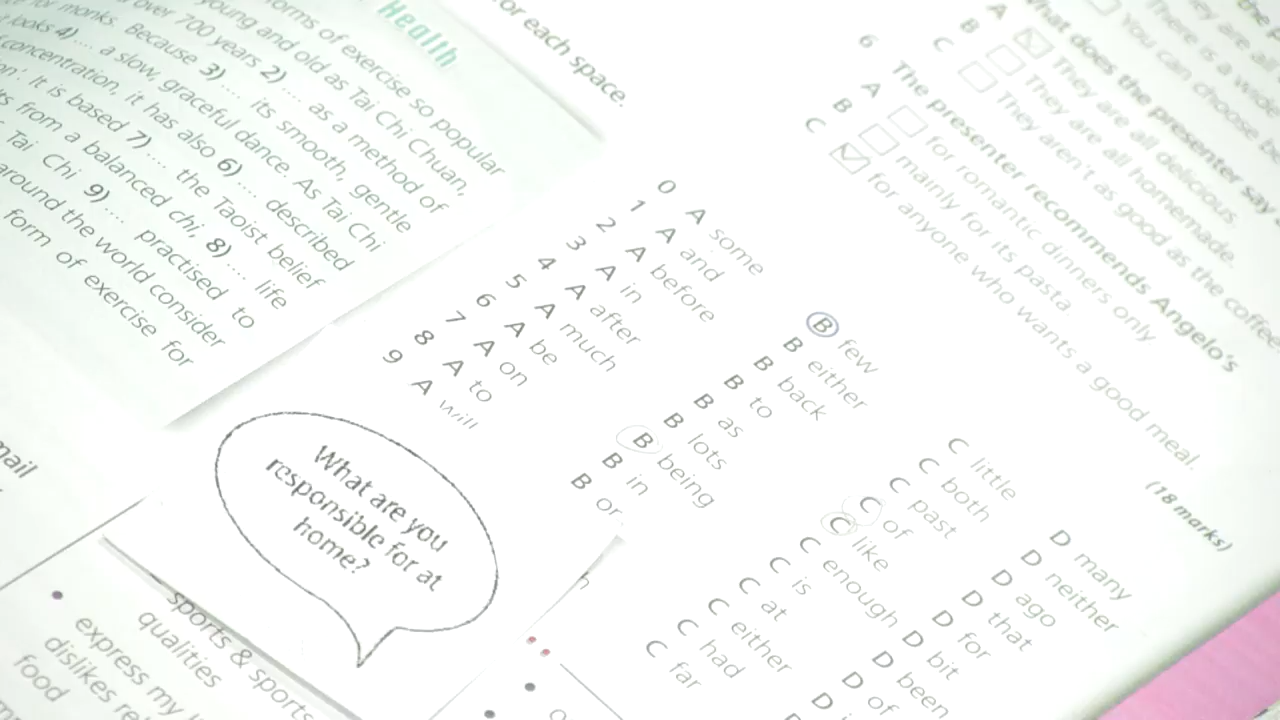 Health
forms of exercise so popular
young and old as Tai Chi Chuan,
over 700 years 2) .... as a method of
for monks. Because 3) .... its smooth, gentle
looks 4) .... a slow, graceful dance. As Tai Chi
concentration, it has also 6) .... described
on'. It is based 7) .... the Taoist belief
from a balanced chi, 8) .... life
Tai Chi 9) .... practised to
around the world consider
form of exercise for
for each space.
0 A some B few C little D many
1 A and B either C both D neither
2 A before B back C past D ago
3 A in B to C of D that
4 A after B as C like D for
5 A much B lots C enough D bit
6 A be B being C is D been
7 A on B in C at D of
8 A to B or C either D
9 A will C had
C far
What are you
responsible for at
home?
sports & sports
qualities
express my
dislikes
food
There is a
You can choose
What does the presenter say
A They are all delicious.
B They are all homemade.
C They aren't as good as the coffee
6 The presenter recommends Angelo's
A for romantic dinners only
B mainly for its pasta.
C for anyone who wants a good meal.
(18 marks)